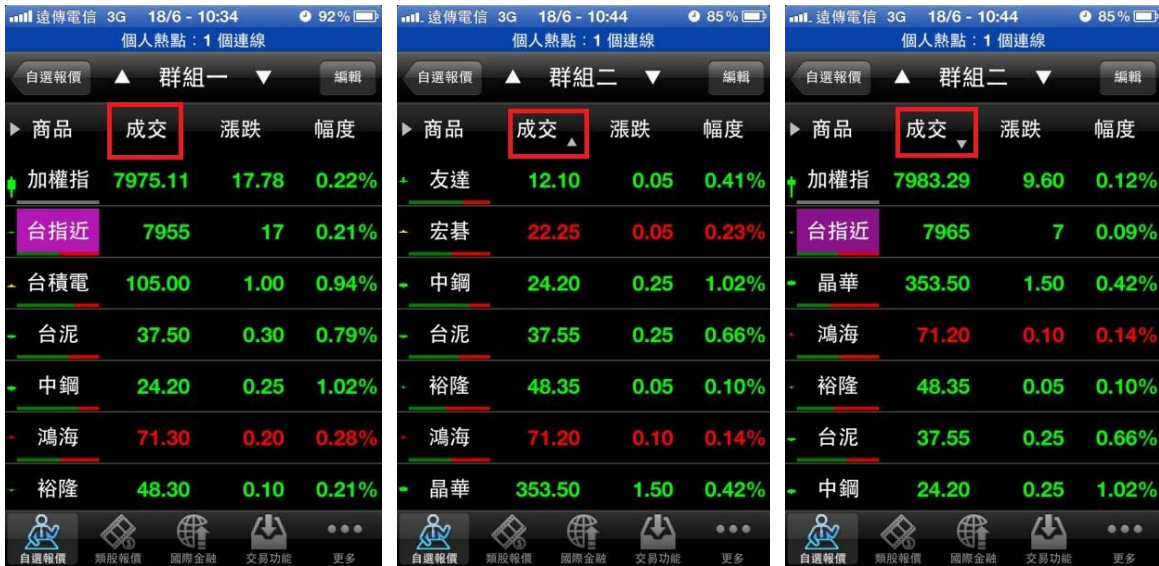 遠傳電信 3G 18/6 - 10:34 92%
個人熱點：1 個連線
自選報價 ▲ 群組一 ▼ 編輯
商品 成交 漲跌 幅度
加權指 7975.11 17.78 0.22%
台指近 7955 17 0.21%
台積電 105.00 1.00 0.94%
台泥 37.50 0.30 0.79%
中鋼 24.20 0.25 1.02%
鴻海 71.30 0.20 0.28%
裕隆 48.30 0.10 0.21%
自選報價 類股報價 國際金融 交易功能 更多
遠傳電信 3G 18/6 - 10:44 85%
個人熱點：1 個連線
自選報價 ▲ 群組二 ▼ 編輯
商品 成交 ▲ 漲跌 幅度
友達 12.10 0.05 0.41%
宏碁 22.25 0.05 0.23%
中鋼 24.20 0.25 1.02%
台泥 37.55 0.25 0.66%
裕隆 48.35 0.05 0.10%
鴻海 71.20 0.10 0.14%
晶華 353.50 1.50 0.42%
自選報價 類股報價 國際金融 交易功能 更多
遠傳電信 3G 18/6 - 10:44 85%
個人熱點：1 個連線
自選報價 ▲ 群組二 ▼ 編輯
商品 成交 ▼ 漲跌 幅度
加權指 7983.29 9.60 0.12%
台指近 7965 7 0.09%
晶華 353.50 1.50 0.42%
鴻海 71.20 0.10 0.14%
裕隆 48.35 0.05 0.10%
台泥 37.55 0.25 0.66%
中鋼 24.20 0.25 1.02%
自選報價 類股報價 國際金融 交易功能 更多